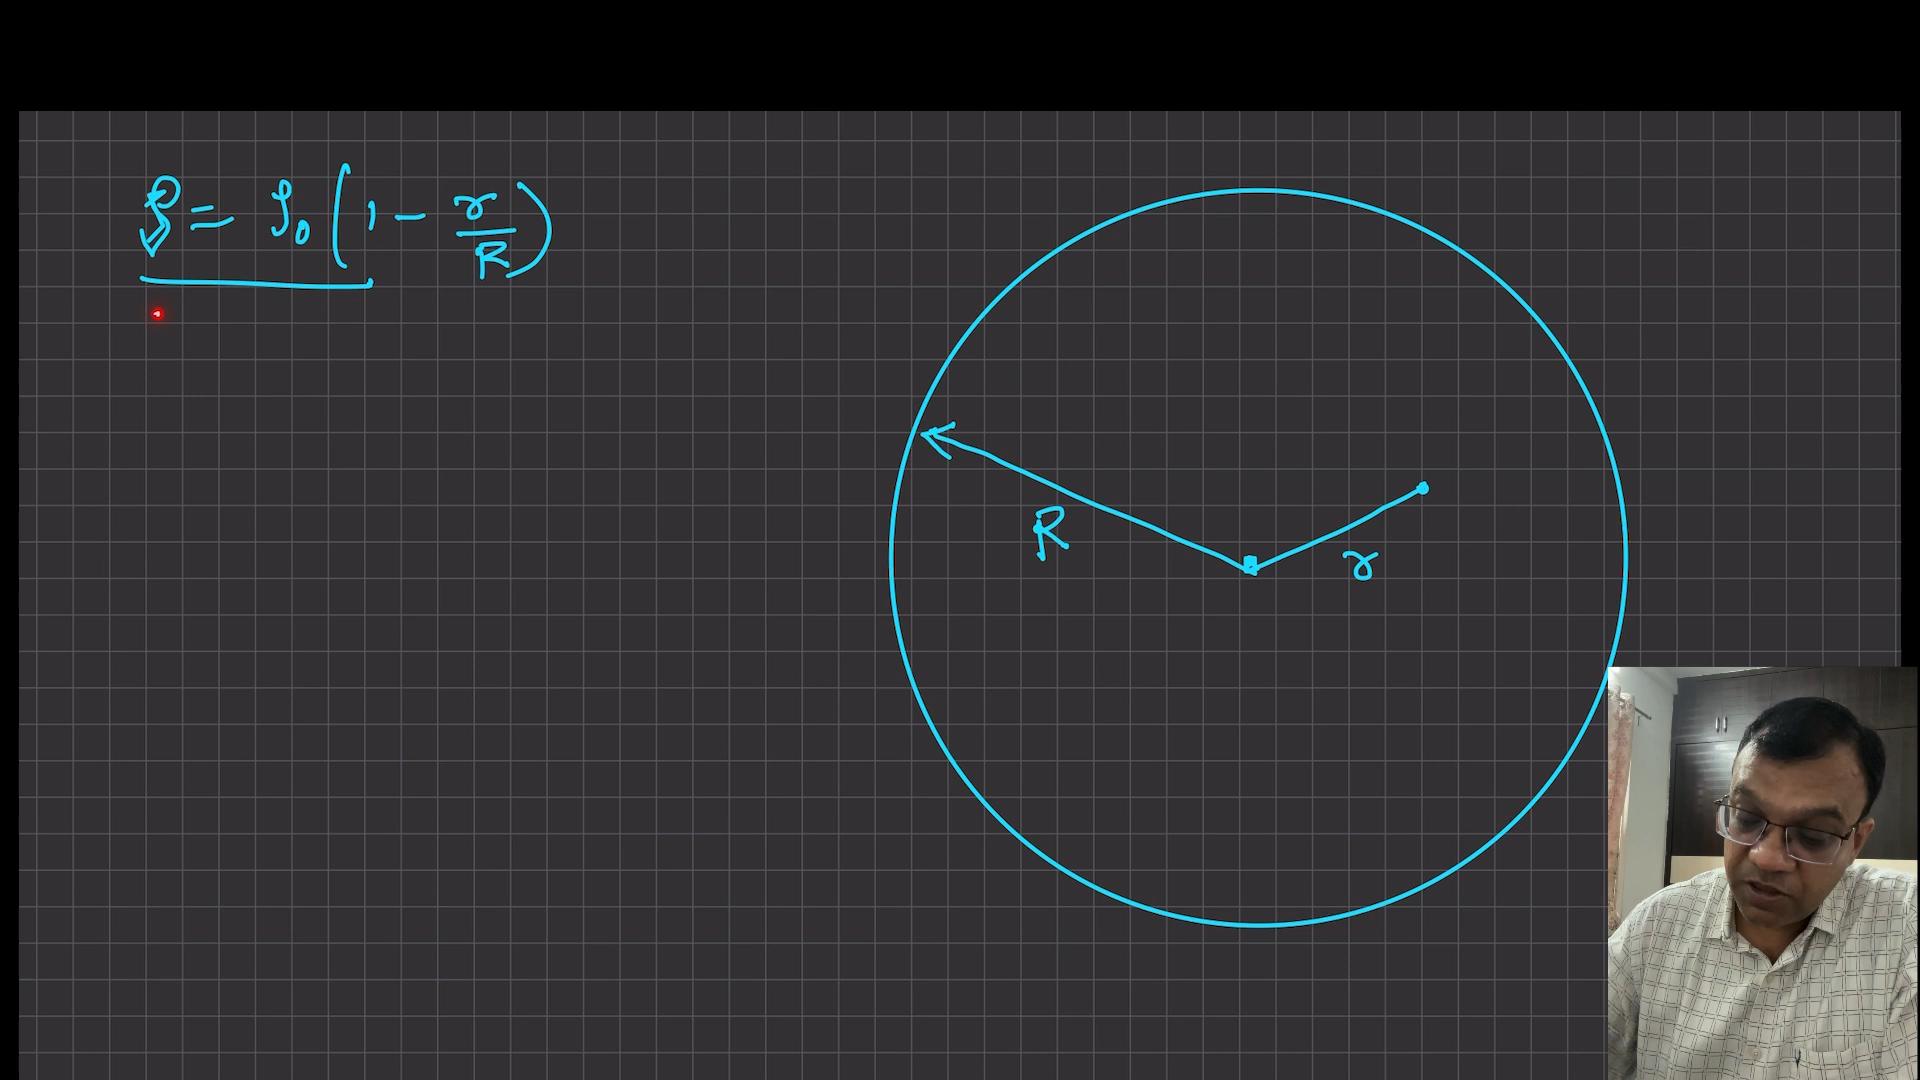 ρ = ρ₀ (1 - r/R)
R
r